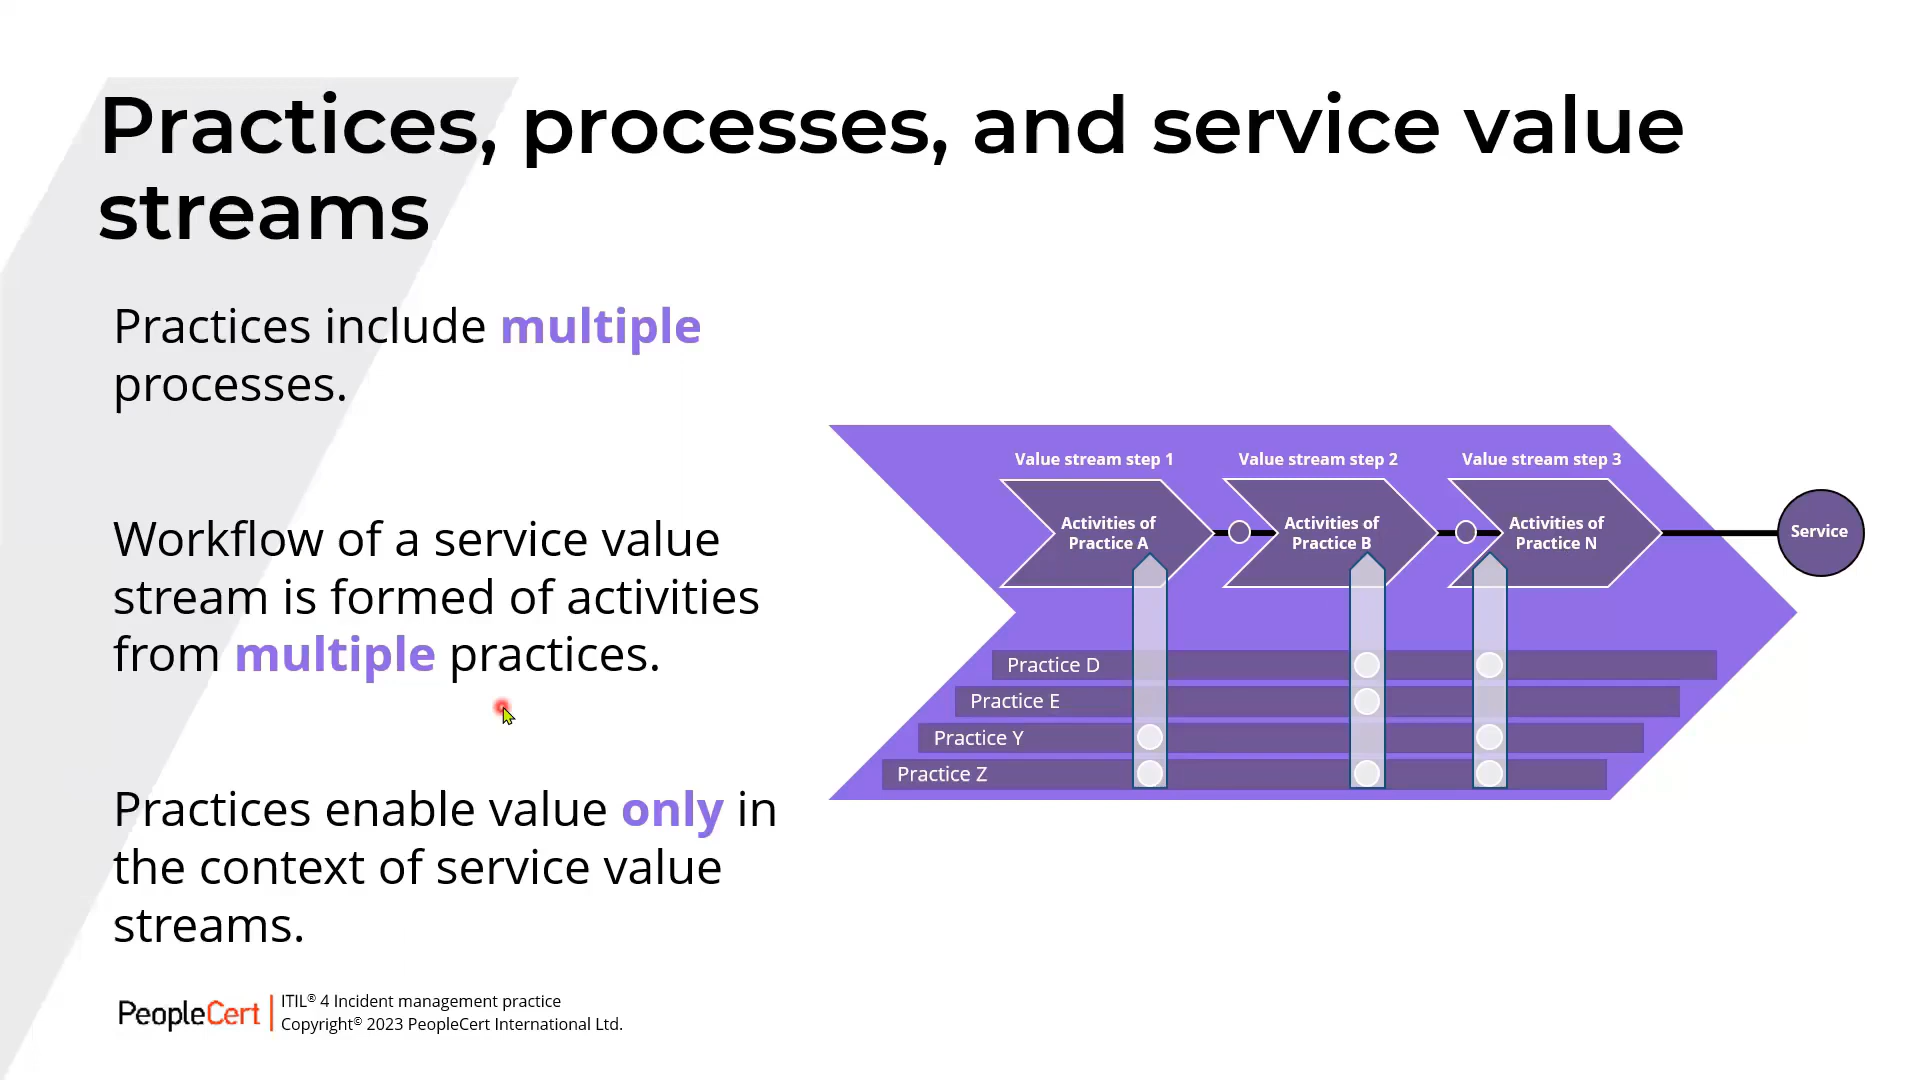 Practices, processes, and service value
streams
Practices include multiple
processes.
Workflow of a service value
stream is formed of activities
from multiple practices.
Practices enable value only in
the context of service value
streams.
Value stream step 1
Value stream step 2
Value stream step 3
Activities of
Practice A
Activities of
Practice B
Activities of
Practice N
Service
Practice D
Practice E
Practice Y
Practice Z
PeopleCert
ITIL® 4 Incident management practice
Copyright© 2023 PeopleCert International Ltd.